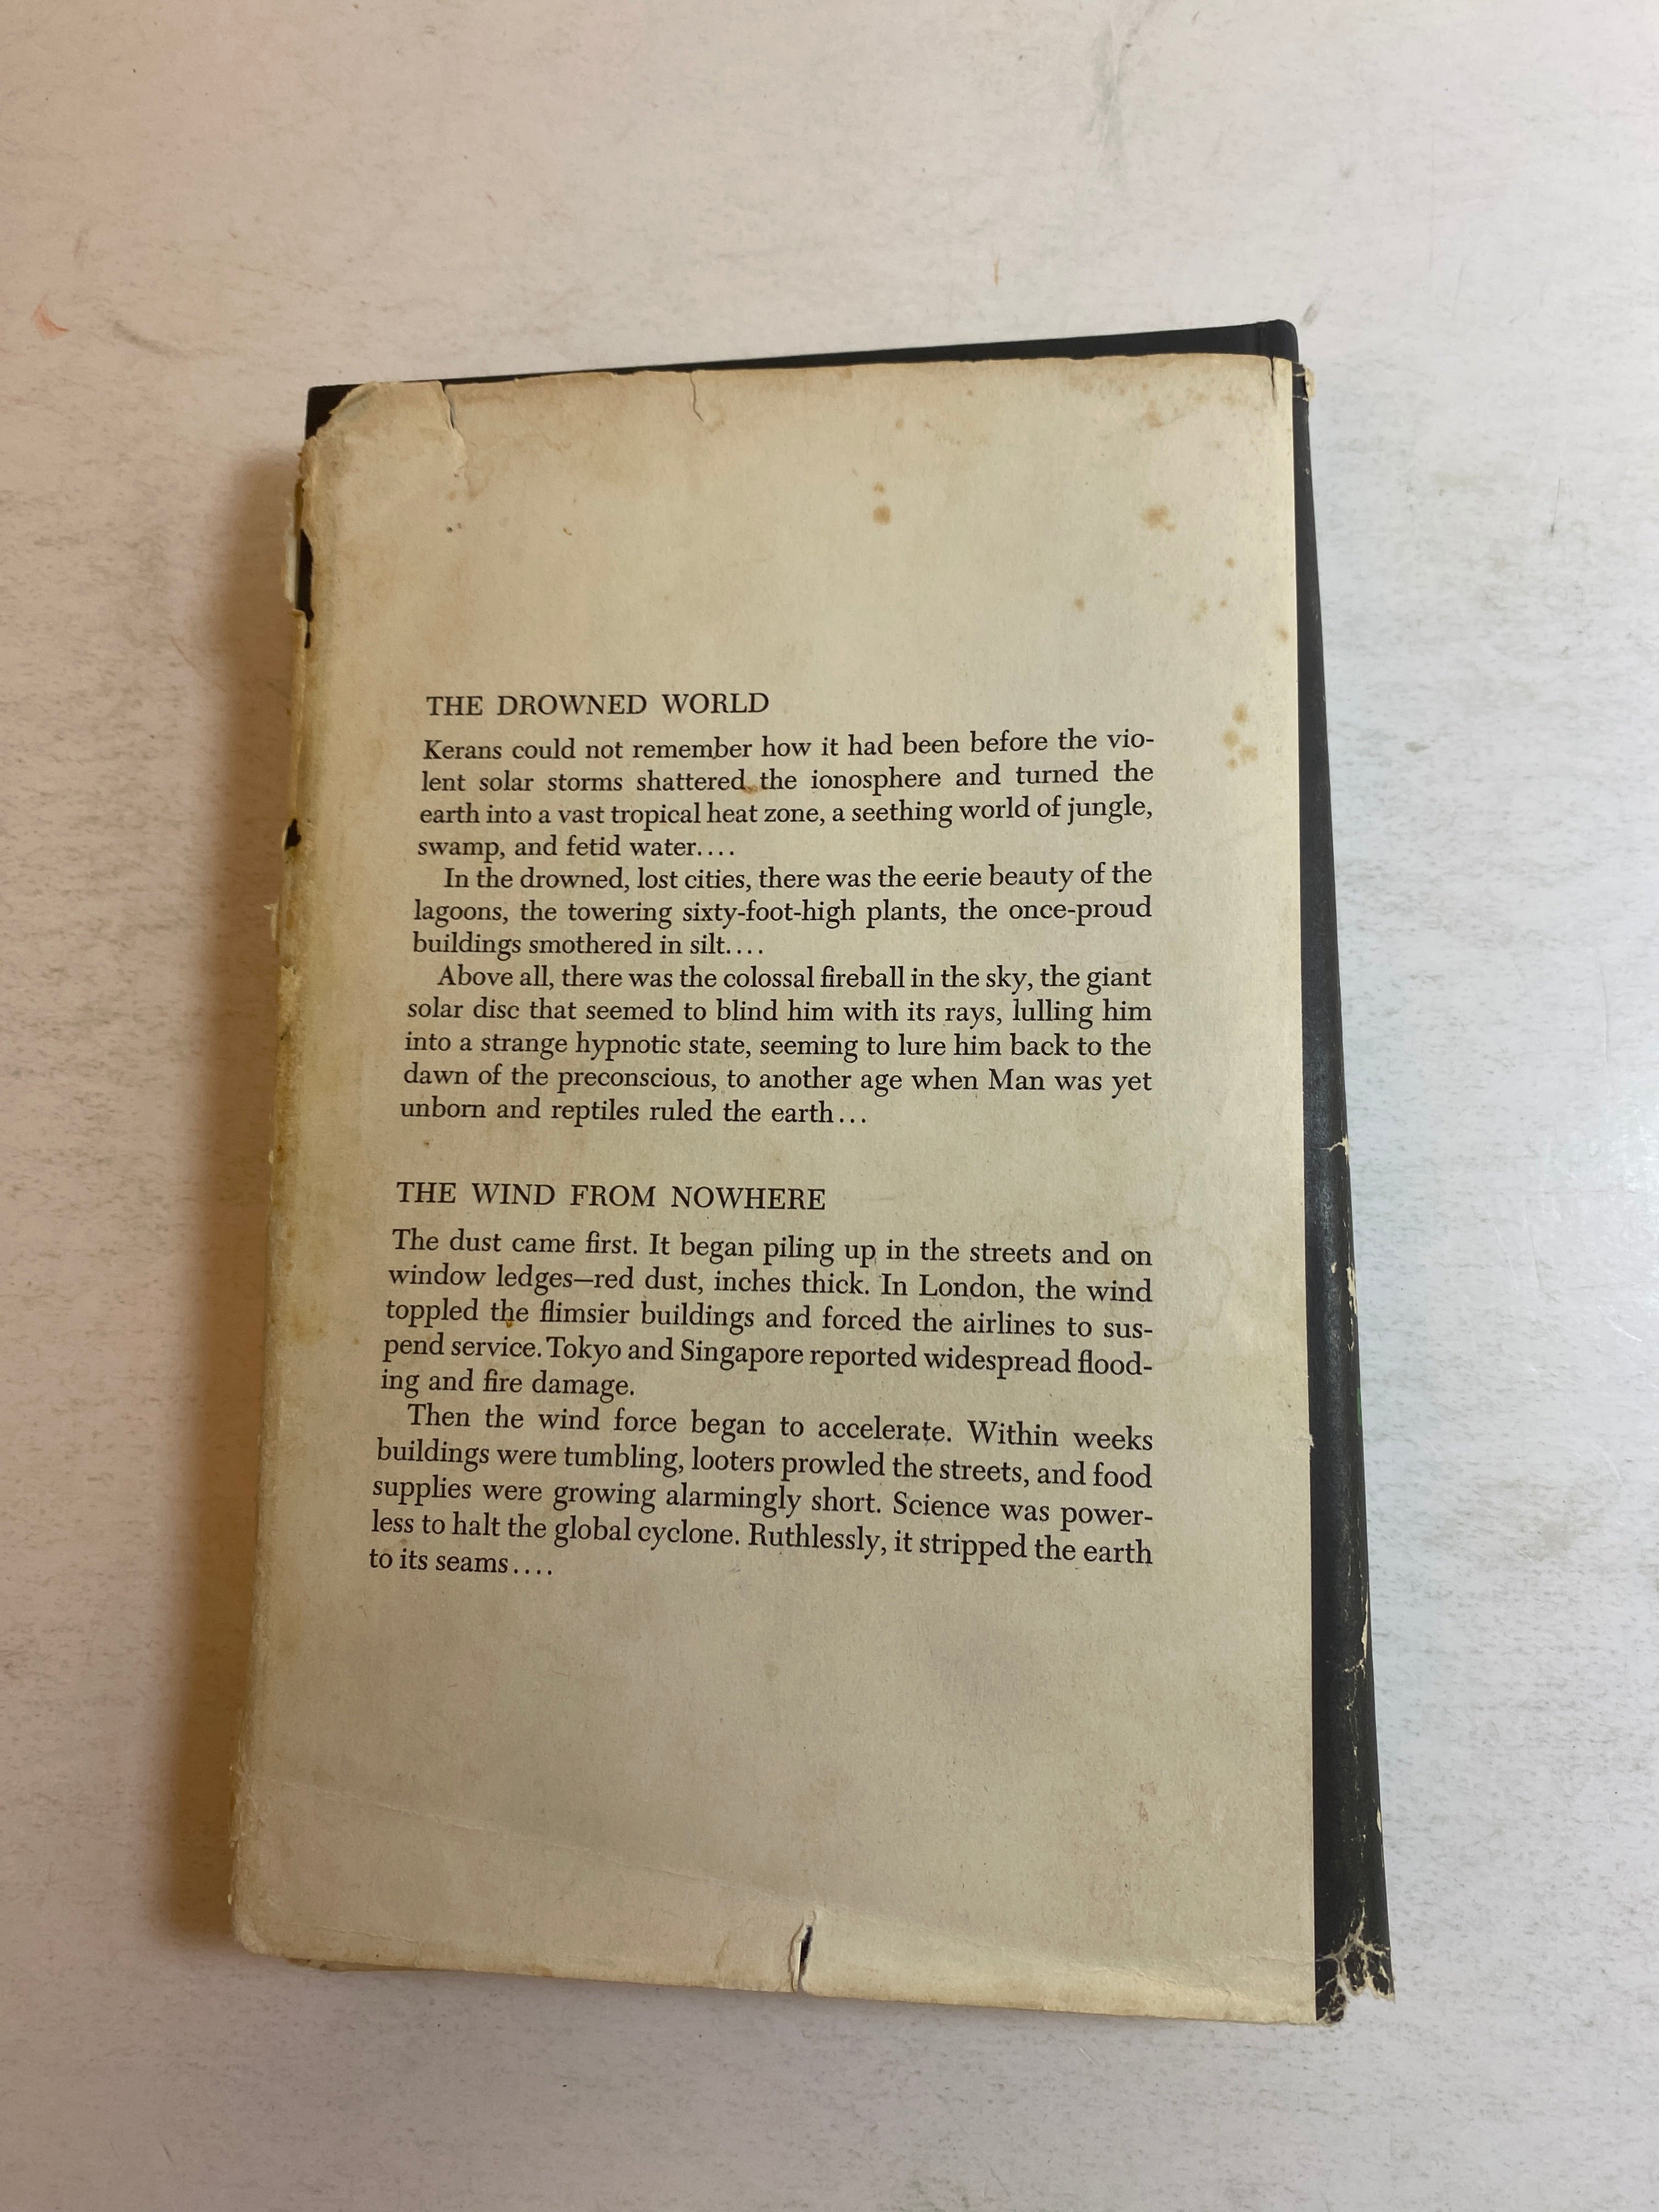 THE DROWNED WORLD
Kerans could not remember how it had been before the vio-
lent solar storms shattered the ionosphere and turned the
earth into a vast tropical heat zone, a seething world of jungle,
swamp, and fetid water....
In the drowned, lost cities, there was the eerie beauty of the
lagoons, the towering sixty-foot-high plants, the once-proud
buildings smothered in silt....
Above all, there was the colossal fireball in the sky, the giant
solar disc that seemed to blind him with its rays, lulling him
into a strange hypnotic state, seeming to lure him back to the
dawn of the preconscious, to another age when Man was yet
unborn and reptiles ruled the earth...
THE WIND FROM NOWHERE
The dust came first. It began piling up in the streets and on
window ledges—red dust, inches thick. In London, the wind
toppled the flimsier buildings and forced the airlines to sus-
pend service. Tokyo and Singapore reported widespread flood-
ing and fire damage.
Then the wind force began to accelerate. Within weeks
buildings were tumbling, looters prowled the streets, and food
supplies were growing alarmingly short. Science was power-
less to halt the global cyclone. Ruthlessly, it stripped the earth
to its seams....